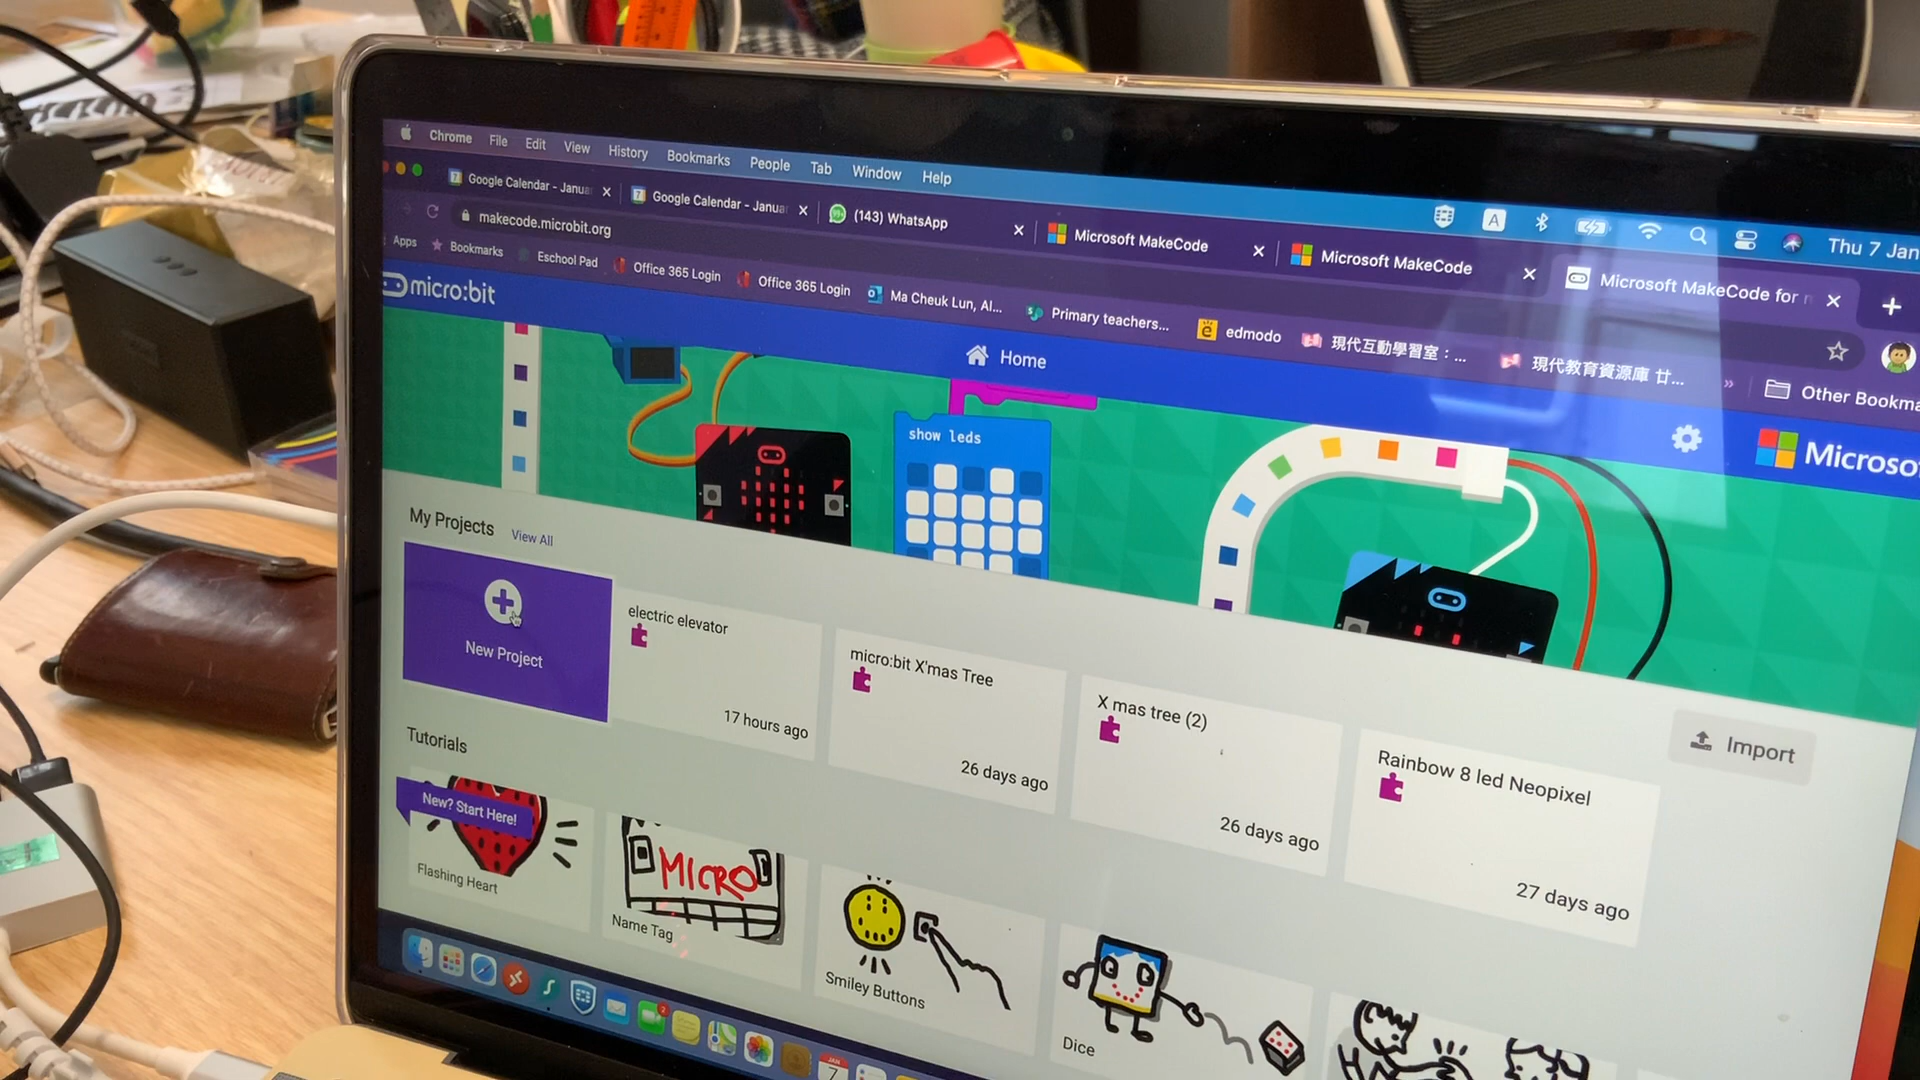 Chrome File Edit View History Bookmarks People Tab Window Help
Thu 7 Jan
Google Calendar - Janua
Google Calendar - Janua
(143) WhatsApp
Microsoft MakeCode
Microsoft MakeCode
Microsoft MakeCode for
makecode.microbit.org
Apps
Bookmarks
Eschool Pad
Office 365 Login
Office 365 Login
Ma Cheuk Lun, Al...
Primary teachers...
edmodo
現代互動學習室：...
現代教育資源庫 廿...
Other Bookma
micro:bit
Home
Microso
show leds
My Projects
View All
New Project
electric elevator
17 hours ago
micro:bit X'mas Tree
26 days ago
X mas tree (2)
26 days ago
Rainbow 8 led Neopixel
27 days ago
Import
Tutorials
New? Start Here!
Flashing Heart
MICRO
Name Tag
Smiley Buttons
Dice
JAN
7